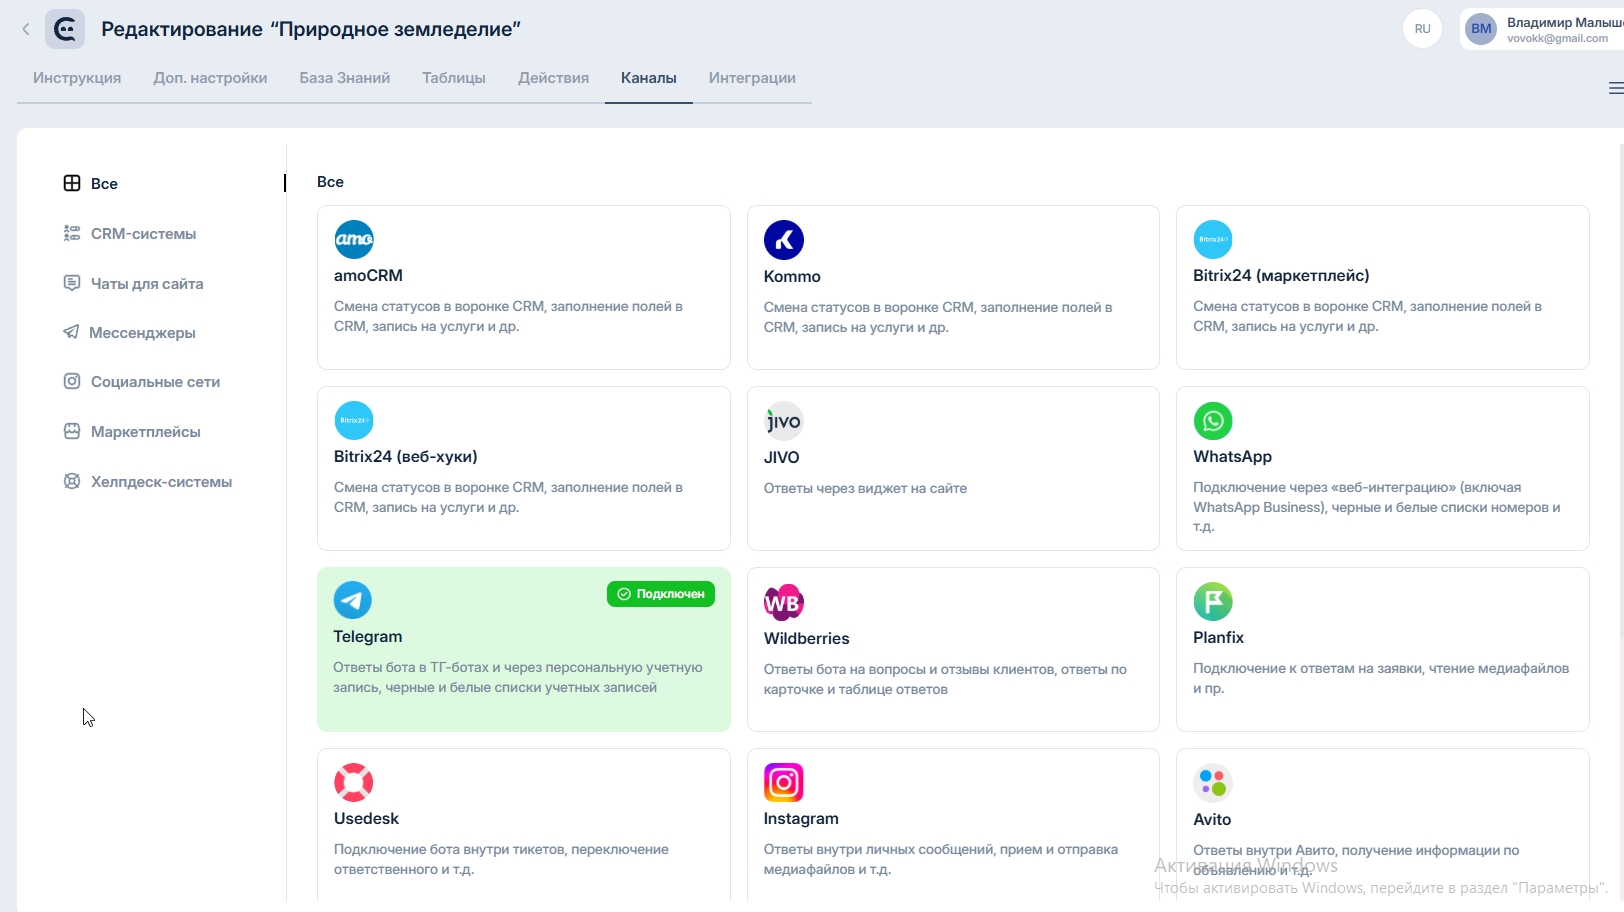 Редактирование “Природное земледелие”
RU
ВМ
Владимир Малыш
vovokk@gmail.com
Инструкция
Доп. настройки
База Знаний
Таблицы
Действия
Каналы
Интеграции
Все
CRM-системы
Чаты для сайта
Мессенджеры
Социальные сети
Маркетплейсы
Хелпдеск-системы
Все
amo
amoCRM
Смена статусов в воронке CRM, заполнение полей в
CRM, запись на услуги и др.
Kommo
Смена статусов в воронке CRM, заполнение полей в
CRM, запись на услуги и др.
Bitrix24
Bitrix24 (маркетплейс)
Смена статусов в воронке CRM, заполнение полей в
CRM, запись на услуги и др.
Bitrix24
Bitrix24 (веб-хуки)
Смена статусов в воронке CRM, заполнение полей в
CRM, запись на услуги и др.
jivo
JIVO
Ответы через виджет на сайте
WhatsApp
Подключение через «веб-интеграцию» (включая
WhatsApp Business), черные и белые списки номеров и
т.д.
Подключен
Telegram
Ответы бота в ТГ-ботах и через персональную учетную
запись, черные и белые списки учетных записей
WB
Wildberries
Ответы бота на вопросы и отзывы клиентов, ответы по
карточке и таблице ответов
Planfix
Подключение к ответам на заявки, чтение медиафайлов
и пр.
Usedesk
Подключение бота внутри тикетов, переключение
ответственного и т.д.
Instagram
Ответы внутри личных сообщений, прием и отправка
медиафайлов и т.д.
Avito
Ответы внутри Авито, получение информации по
объявлению и т.д.
Активация Windows
Чтобы активировать Windows, перейдите в раздел "Параметры".